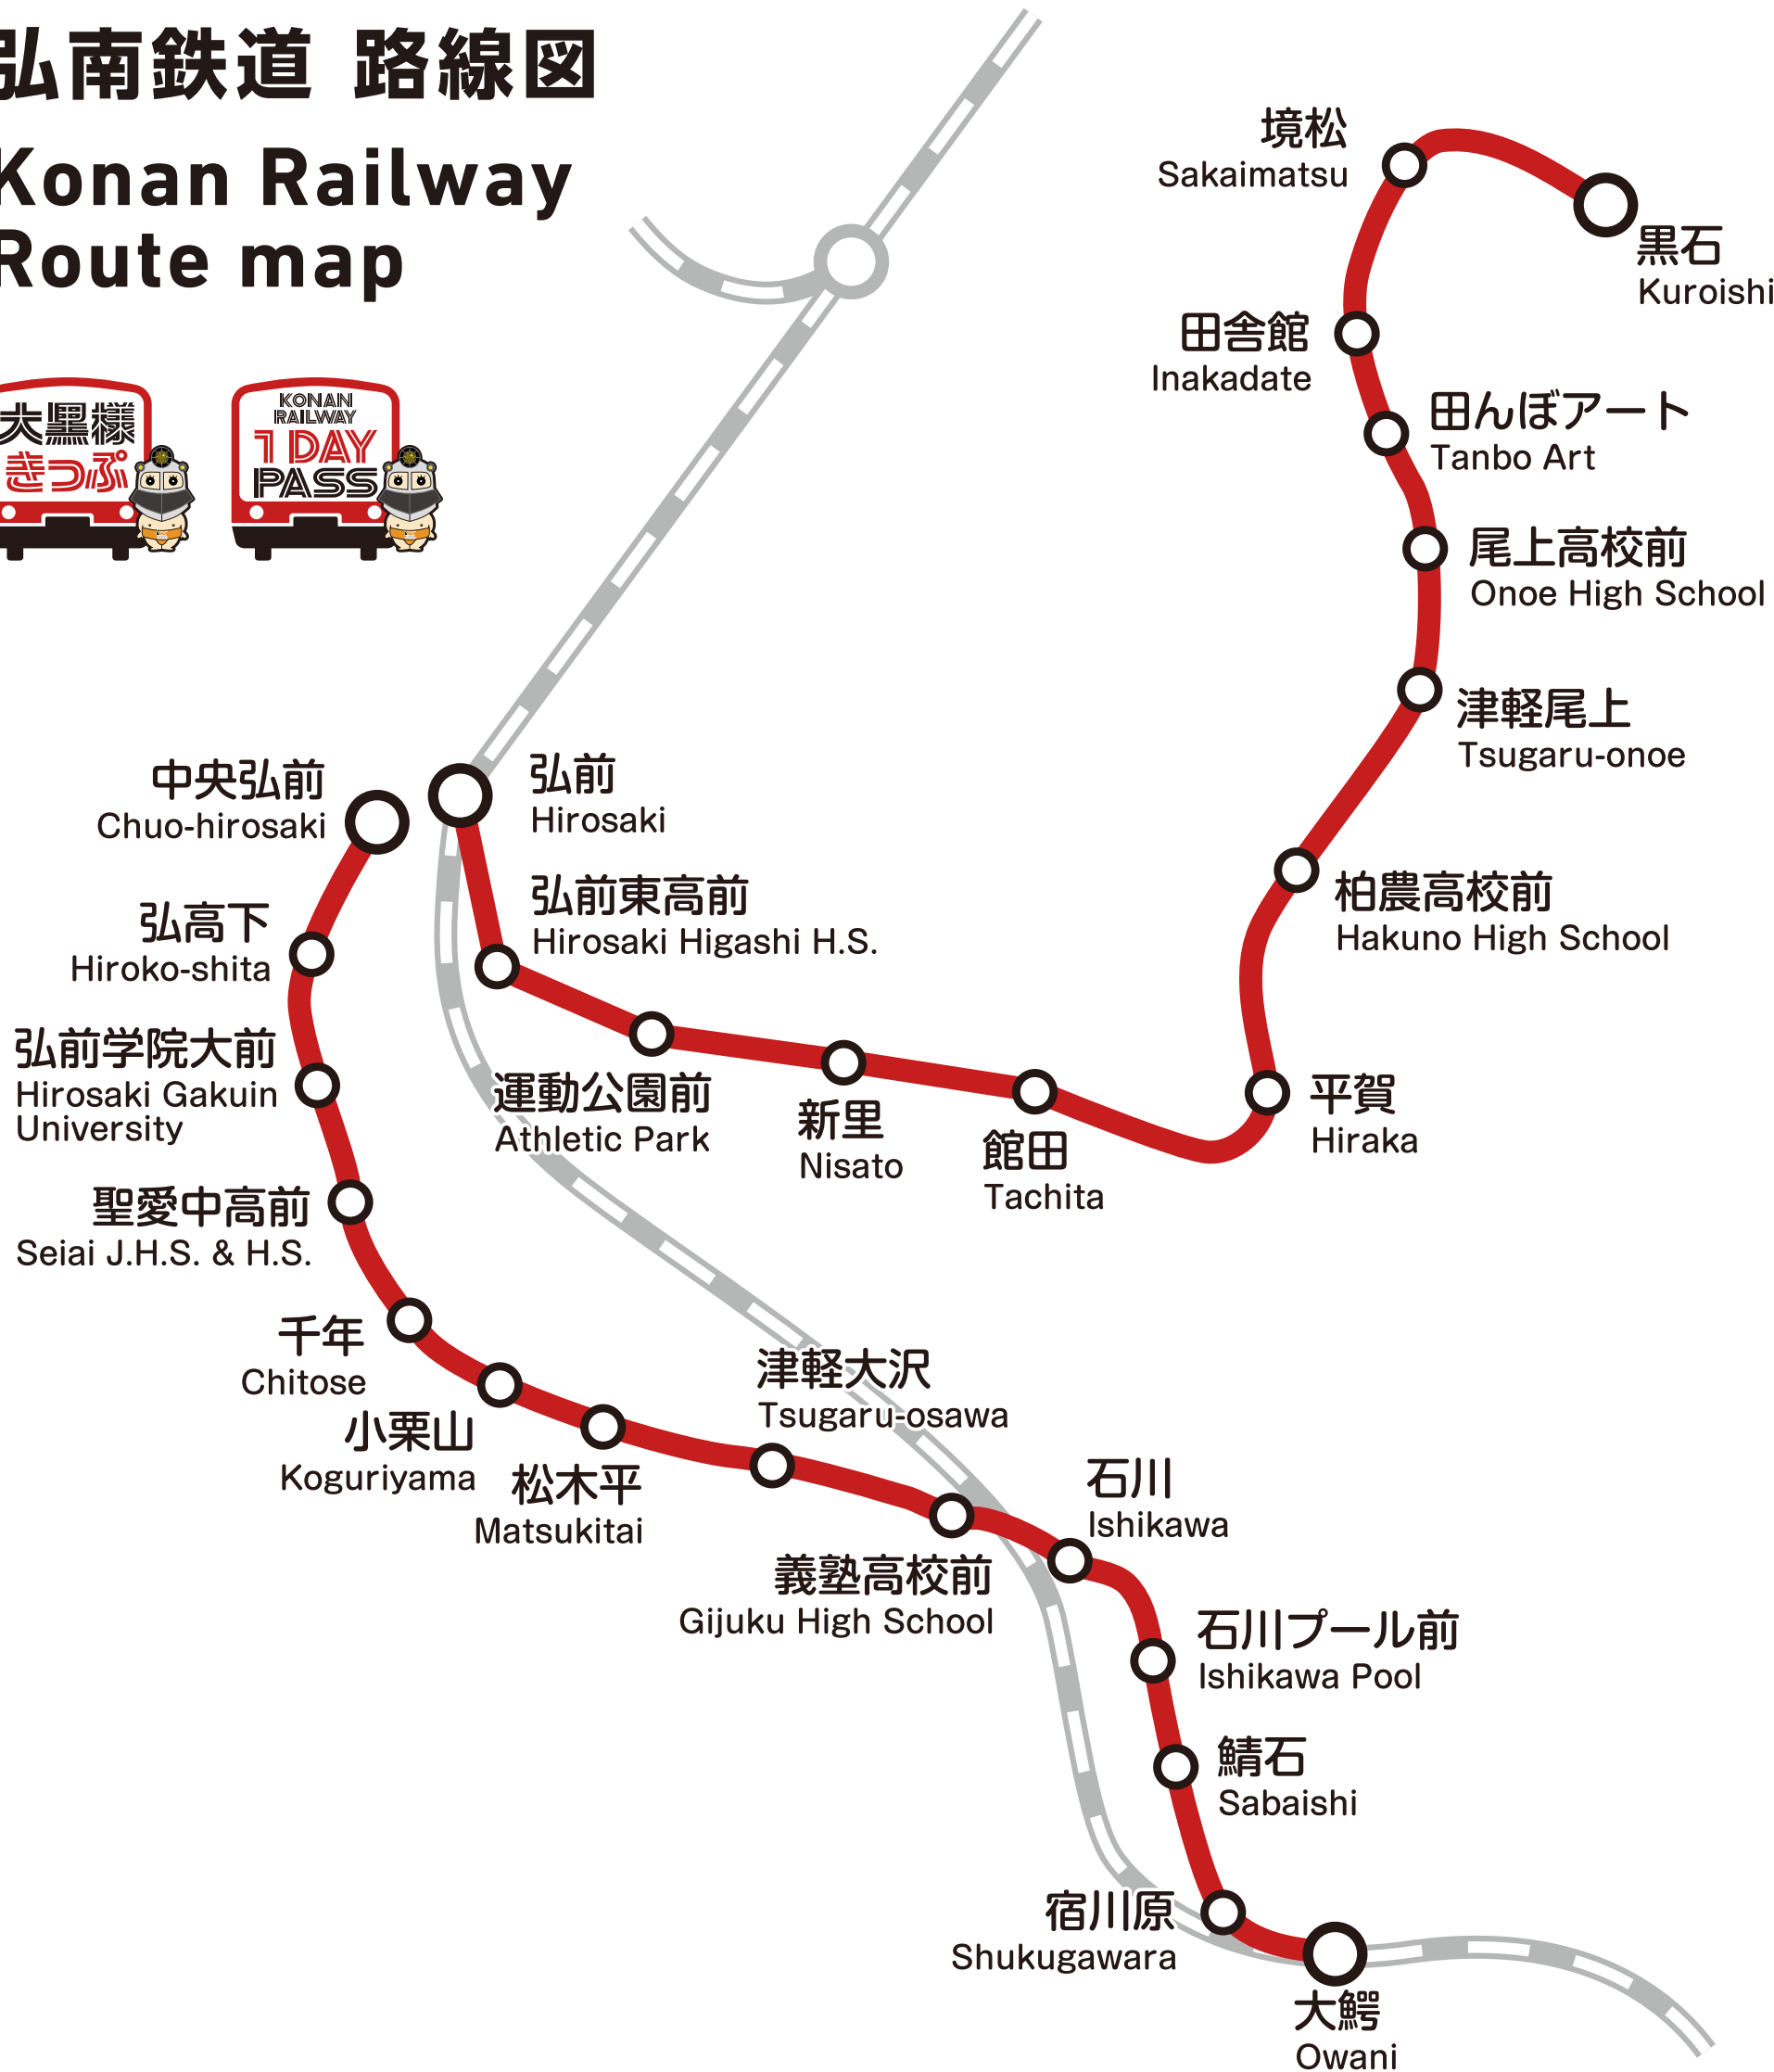 弘南鉄道 路線図
Konan Railway
Route map
大黒様
きっぷ
KONAN
RAILWAY
1 DAY
PASS
境松
Sakaimatsu
黒石
Kuroishi
田舎館
Inakadate
田んぼアート
Tanbo Art
尾上高校前
Onoe High School
津軽尾上
Tsugaru-onoe
中央弘前
Chuo-hirosaki
弘前
Hirosaki
柏農高校前
Hakuno High School
弘前東高前
Hirosaki Higashi H.S.
弘高下
Hiroko-shita
弘前学院大前
Hirosaki Gakuin
University
運動公園前
Athletic Park
新里
Nisato
館田
Tachita
平賀
Hiraka
聖愛中高前
Seiai J.H.S. & H.S.
千年
Chitose
小栗山
Koguriyama
松木平
Matsukitai
津軽大沢
Tsugaru-osawa
義塾高校前
Gijuku High School
石川
Ishikawa
石川プール前
Ishikawa Pool
鯖石
Sabaishi
宿川原
Shukugawara
大鰐
Owani